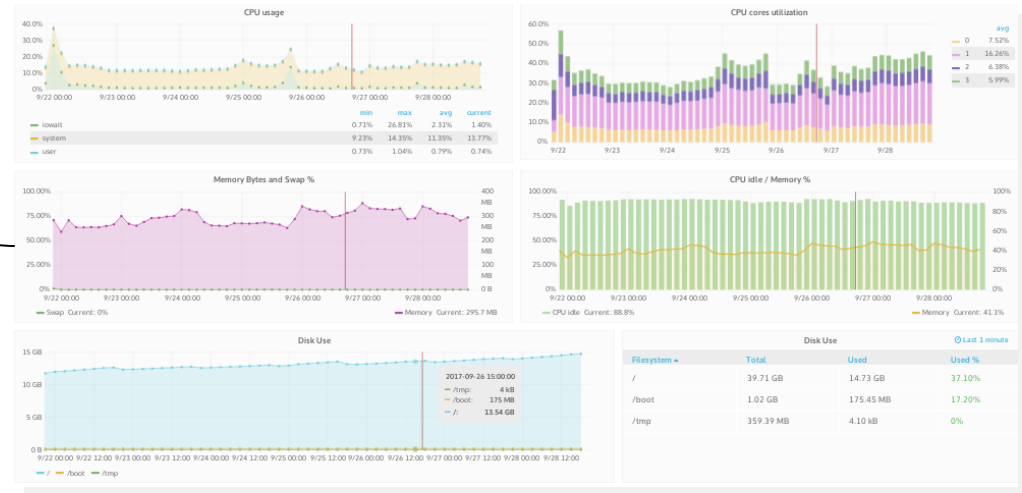 CPU usage
40.0%
30.0%
20.0%
10.0%
0%
9/22 00:00 9/23 00:00 9/24 00:00 9/25 00:00 9/26 00:00 9/27 00:00 9/28 00:00
min max avg current
iowait 0.71% 26.81% 2.31% 1.40%
system 9.23% 14.35% 11.35% 13.77%
user 0.73% 1.04% 0.79% 0.74%
CPU cores utilization
60.0%
50.0%
40.0%
30.0%
20.0%
10.0%
0%
9/22 9/23 9/24 9/25 9/26 9/27 9/28
avg
0 7.52%
1 16.26%
2 6.38%
3 5.99%
Memory Bytes and Swap %
100.00%
75.00%
50.00%
25.00%
0%
400
MB
300
MB
200
MB
100
MB
0 B
9/22 00:00 9/23 00:00 9/24 00:00 9/25 00:00 9/26 00:00 9/27 00:00 9/28 00:00
Swap Current: 0% Memory Current: 295.7 MB
CPU idle / Memory %
100.00%
75.00%
50.00%
25.00%
0%
100%
80%
60%
40%
20%
0%
9/22 00:00 9/23 00:00 9/24 00:00 9/25 00:00 9/26 00:00 9/27 00:00 9/28 00:00
CPU idle Current: 88.8% Memory Current: 41.1%
Disk Use
15 GB
10 GB
5 GB
0 B
2017-09-26 15:00:00
/tmp: 4 kB
/boot: 175 MB
/: 13.54 GB
9/22 00:00 9/22 12:00 9/23 00:00 9/23 12:00 9/24 00:00 9/24 12:00 9/25 00:00 9/25 12:00 9/26 00:00 9/26 12:00 9/27 00:00 9/27 12:00 9/28 00:00 9/28 12:00
/ /boot /tmp
Disk Use
Last 1 minute
Filesystem Total Used Used %
/ 39.71 GB 14.73 GB 37.10%
/boot 1.02 GB 175.45 MB 17.20%
/tmp 359.39 MB 4.10 kB 0%